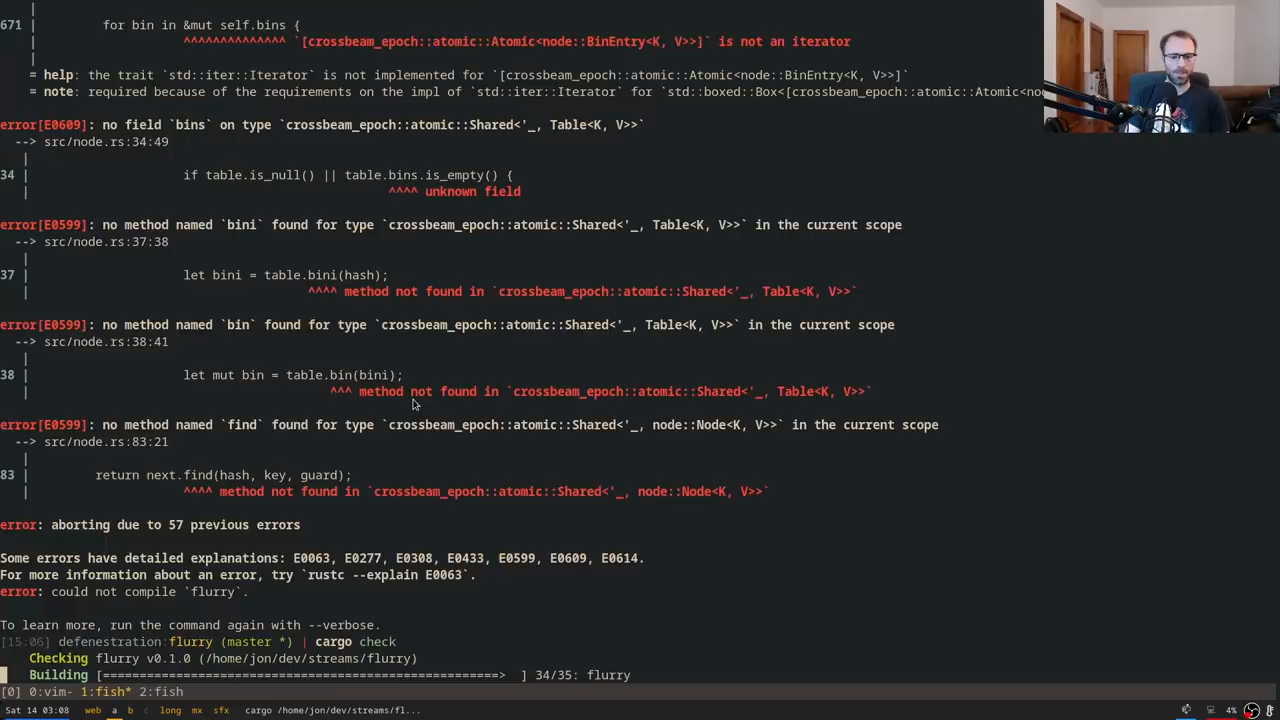 |
671 |         for bin in &mut self.bins {
|                    ^^^^^^^^^^^^^^ `[crossbeam_epoch::atomic::Atomic<node::BinEntry<K, V>>]` is not an iterator
|
= help: the trait `std::iter::Iterator` is not implemented for `[crossbeam_epoch::atomic::Atomic<node::BinEntry<K, V>>]`
= note: required because of the requirements on the impl of `std::iter::Iterator` for `std::boxed::Box<[crossbeam_epoch::atomic::Atomic<no
error[E0609]: no field `bins` on type `crossbeam_epoch::atomic::Shared<'_, Table<K, V>>`
--> src/node.rs:34:49
|
34 |                     if table.is_null() || table.bins.is_empty() {
|                                                 ^^^^ unknown field
error[E0599]: no method named `bini` found for type `crossbeam_epoch::atomic::Shared<'_, Table<K, V>>` in the current scope
--> src/node.rs:37:38
|
37 |                     let bini = table.bini(hash);
|                                      ^^^^ method not found in `crossbeam_epoch::atomic::Shared<'_, Table<K, V>>`
error[E0599]: no method named `bin` found for type `crossbeam_epoch::atomic::Shared<'_, Table<K, V>>` in the current scope
--> src/node.rs:38:41
|
38 |                     let mut bin = table.bin(bini);
|                                         ^^^ method not found in `crossbeam_epoch::atomic::Shared<'_, Table<K, V>>`
error[E0599]: no method named `find` found for type `crossbeam_epoch::atomic::Shared<'_, node::Node<K, V>>` in the current scope
--> src/node.rs:83:21
|
83 |         return next.find(hash, key, guard);
|                     ^^^^ method not found in `crossbeam_epoch::atomic::Shared<'_, node::Node<K, V>>`
error: aborting due to 57 previous errors
Some errors have detailed explanations: E0063, E0277, E0308, E0433, E0599, E0609, E0614.
For more information about an error, try `rustc --explain E0063`.
error: could not compile `flurry`.
To learn more, run the command again with --verbose.
[15:06] defenestration:flurry (master *) | cargo check
Checking flurry v0.1.0 (/home/jon/dev/streams/flurry)
Building [=====================================================> ] 34/35: flurry
[0] 0:vim- 1:fish* 2:fish
Sat 14 03:08 web a b c long mx sfx cargo /home/jon/dev/streams/fl... 4%